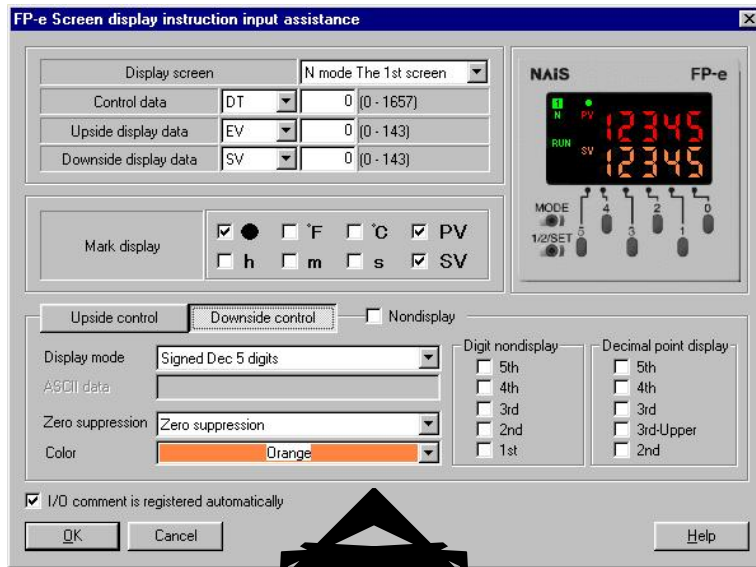 FP-e Screen display instruction input assistance
Display screen N mode The 1st screen
Control data DT 0 (0 - 1657)
Upside display data EV 0 (0 - 143)
Downside display data SV 0 (0 - 143)
NAiS FP-e
1
N PV 12345
RUN SV 12345
MODE 4 2 0
1/2/SET 5 3 1
Mark display
● °F °C PV
h m s SV
Upside control Downside control Nondisplay
Display mode Signed Dec 5 digits
ASCII data
Zero suppression Zero suppression
Color Orange
Digit nondisplay
5th
4th
3rd
2nd
1st
Decimal point display
5th
4th
3rd
3rd-Upper
2nd
I/O comment is registered automatically
OK Cancel Help